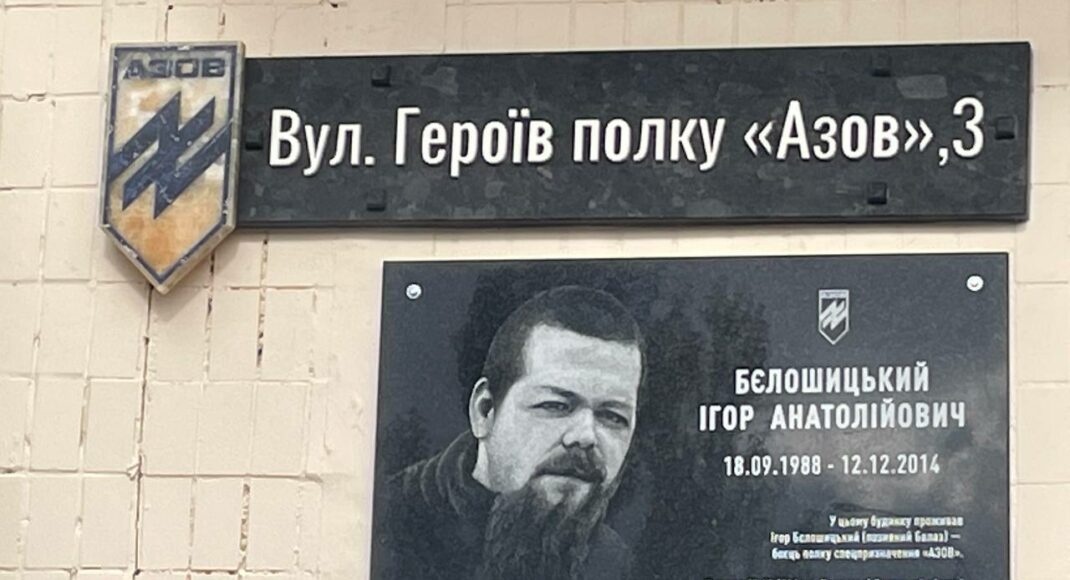 АЗОВ
Вул. Героїв полку «Азов»,3
БЄЛОШИЦЬКИЙ
ІГОР АНАТОЛІЙОВИЧ
18.09.1988 - 12.12.2014
У цьому будинку проживав
Ігор Бєлошицький (позивний Балаз) —
боєць полку спецпризначення «АЗОВ».